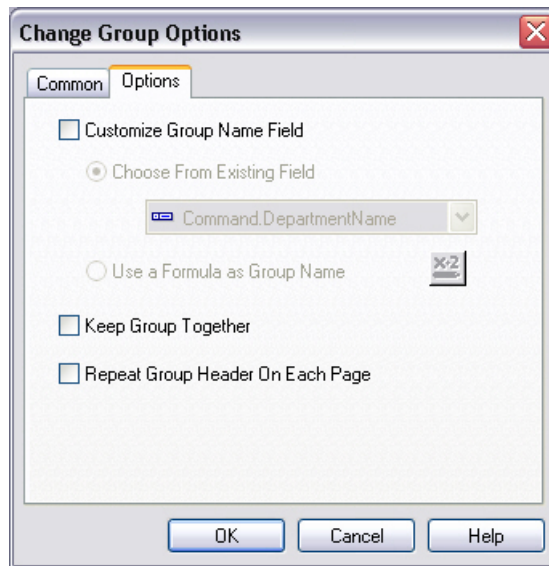 Change Group Options
Common Options
Customize Group Name Field
Choose From Existing Field
Command.DepartmentName
Use a Formula as Group Name
X·2
Keep Group Together
Repeat Group Header On Each Page
OK Cancel Help